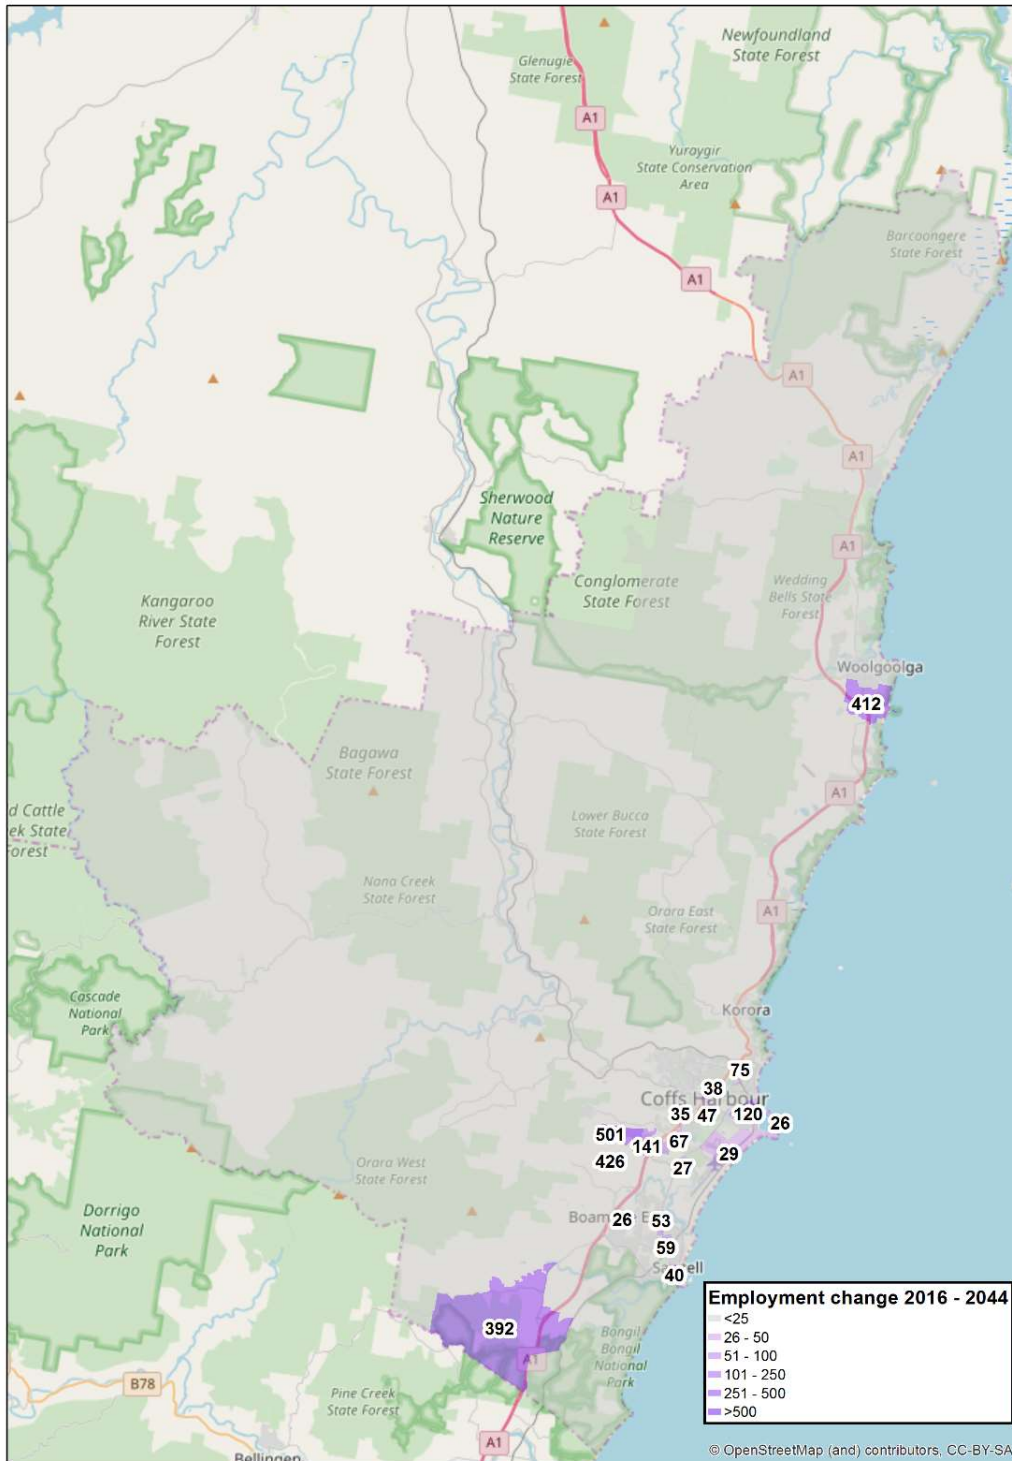 Newfoundland
State Forest
Glenugie
State Forest
A1
Yuraygir
State Conservation
Area
A1
Barcoongere
State Forest
A1
A1
A1
Sherwood
Nature
Reserve
A1
Conglomerate
State Forest
Wedding
Bells State
Forest
Kangaroo
River State
Forest
Woolgoolga
412
Bagawa
State Forest
A1
d Cattle
ek State
orest
Lower Bucca
State Forest
Nana Creek
State Forest
Orara East
State Forest
A1
Cascade
National
Park
Korora
75
38
Coffs Harbour
35
47
120
26
501
141
67
426
29
27
Orara West
State Forest
Dorrigo
National
Park
26
53
59
40
392
Bongil
Bongil
National
Park
A1
B78
Pine Creek
State Forest
A1
Bellingen
Employment change 2016 - 2044
<25
26 - 50
51 - 100
101 - 250
251 - 500
>500
© OpenStreetMap (and) contributors, CC-BY-SA